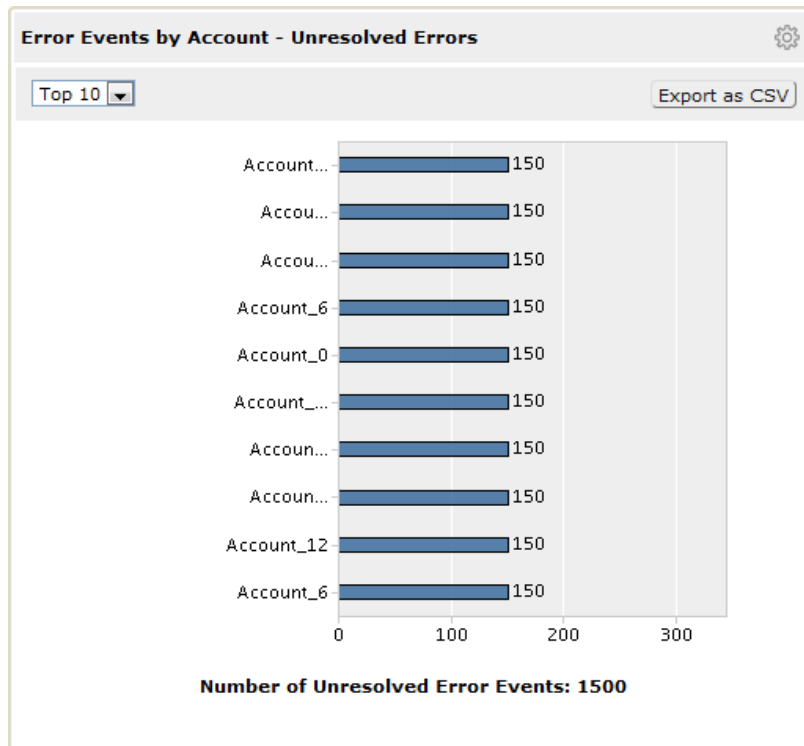 Error Events by Account - Unresolved Errors
Top 10 Export as CSV
Account... 150
Accou... 150
Accou... 150
Account_6 150
Account_0 150
Account_... 150
Accoun... 150
Accoun... 150
Account_12 150
Account_6 150
0 100 200 300
Number of Unresolved Error Events: 1500